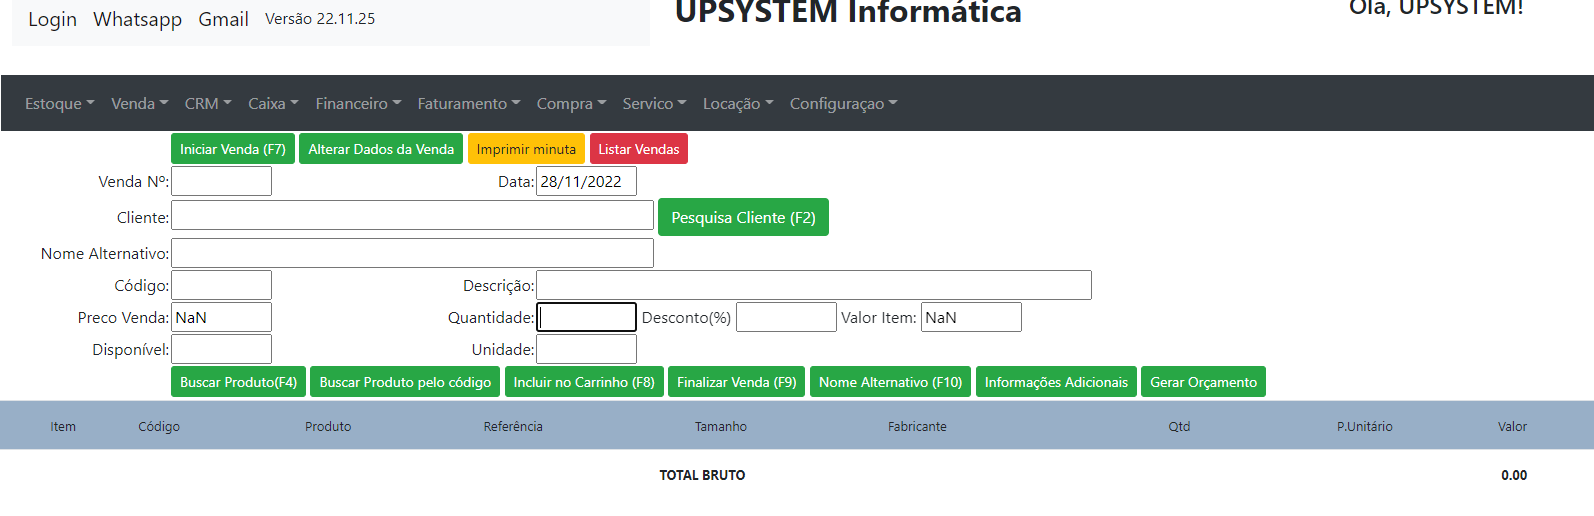 Login Whatsapp Gmail Versão 22.11.25
UPSYSTEM Informática
Olá, UPSYSTEM!
Estoque Venda CRM Caixa Financeiro Faturamento Compra Servico Locação Configuraçao
Iniciar Venda (F7) Alterar Dados da Venda Imprimir minuta Listar Vendas
Venda Nº: Data: 28/11/2022
Cliente: Pesquisa Cliente (F2)
Nome Alternativo:
Código: Descrição:
Preco Venda: NaN Quantidade: Desconto(%) Valor Item: NaN
Disponível: Unidade:
Buscar Produto(F4) Buscar Produto pelo código Incluir no Carrinho (F8) Finalizar Venda (F9) Nome Alternativo (F10) Informações Adicionais Gerar Orçamento
Item Código Produto Referência Tamanho Fabricante Qtd P.Unitário Valor
TOTAL BRUTO 0.00